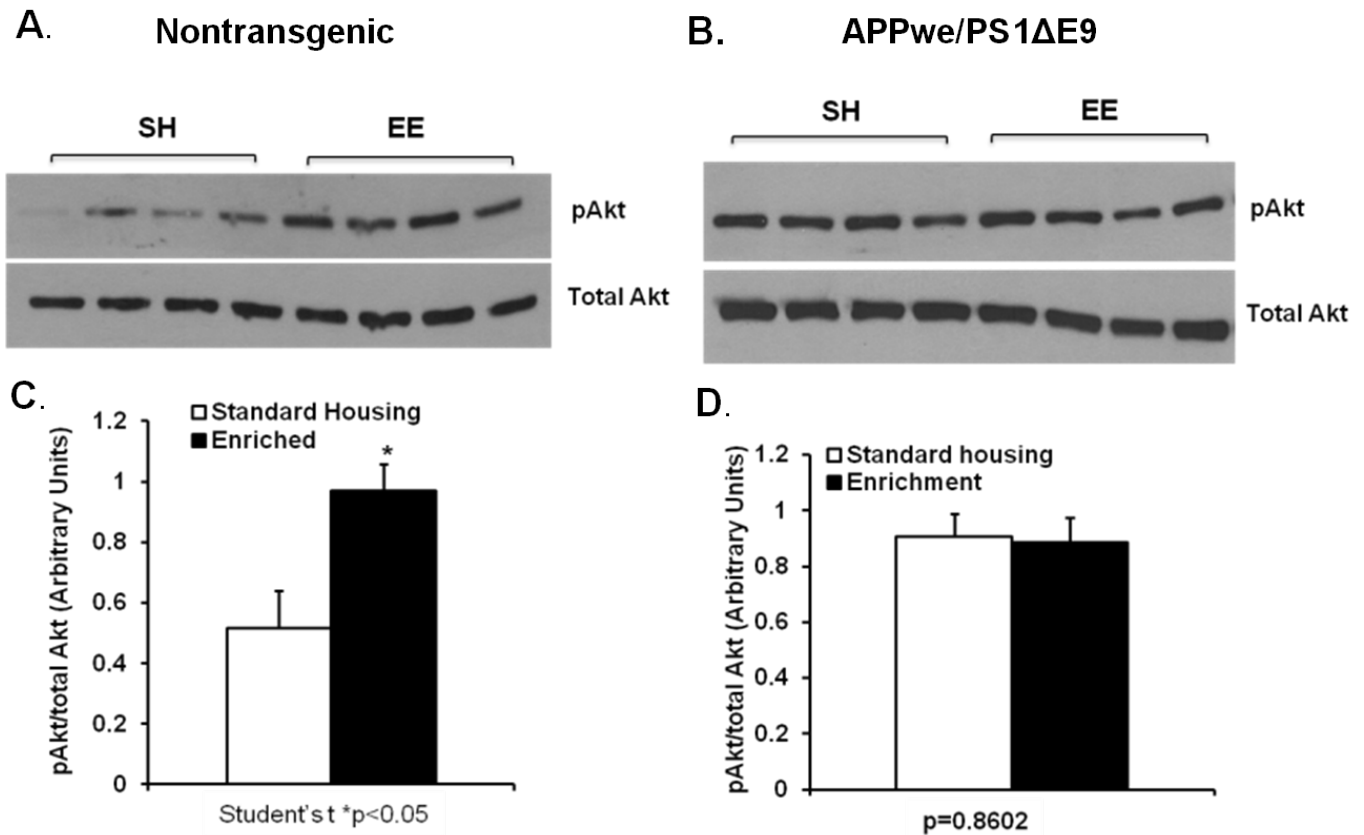 A.
Nontransgenic
SH
EE
pAkt
Total Akt
B.
APPwe/PS1ΔE9
SH
EE
pAkt
Total Akt
C.
Standard Housing
Enriched
*
pAkt/total Akt (Arbitrary Units)
1.2
1
0.8
0.6
0.4
0.2
0
Student's t *p<0.05
D.
Standard housing
Enrichment
pAkt/total Akt (Arbitrary Units)
1.2
1
0.8
0.6
0.4
0.2
0
p=0.8602